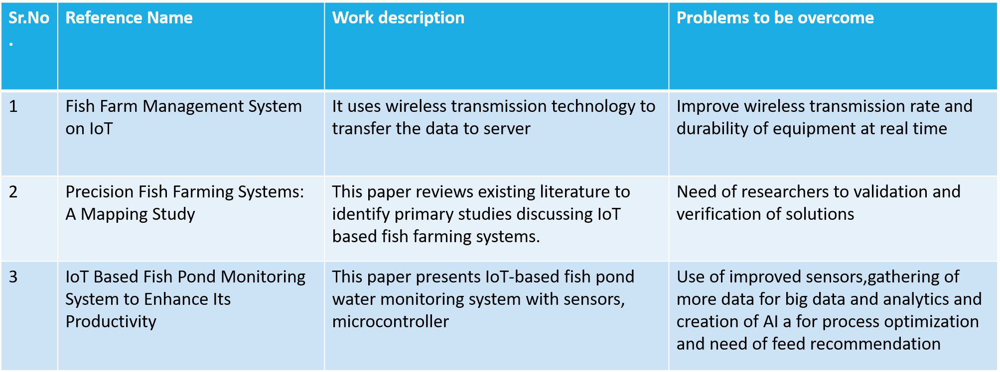 Sr.No
.
Reference Name
Work description
Problems to be overcome
1
Fish Farm Management System
on IoT
It uses wireless transmission technology to
transfer the data to server
Improve wireless transmission rate and
durability of equipment at real time
2
Precision Fish Farming Systems:
A Mapping Study
This paper reviews existing literature to
identify primary studies discussing IoT
based fish farming systems.
Need of researchers to validation and
verification of solutions
3
IoT Based Fish Pond Monitoring
System to Enhance Its
Productivity
This paper presents IoT-based fish pond
water monitoring system with sensors,
microcontroller
Use of improved sensors,gathering of
more data for big data and analytics and
creation of AI a for process optimization
and need of feed recommendation